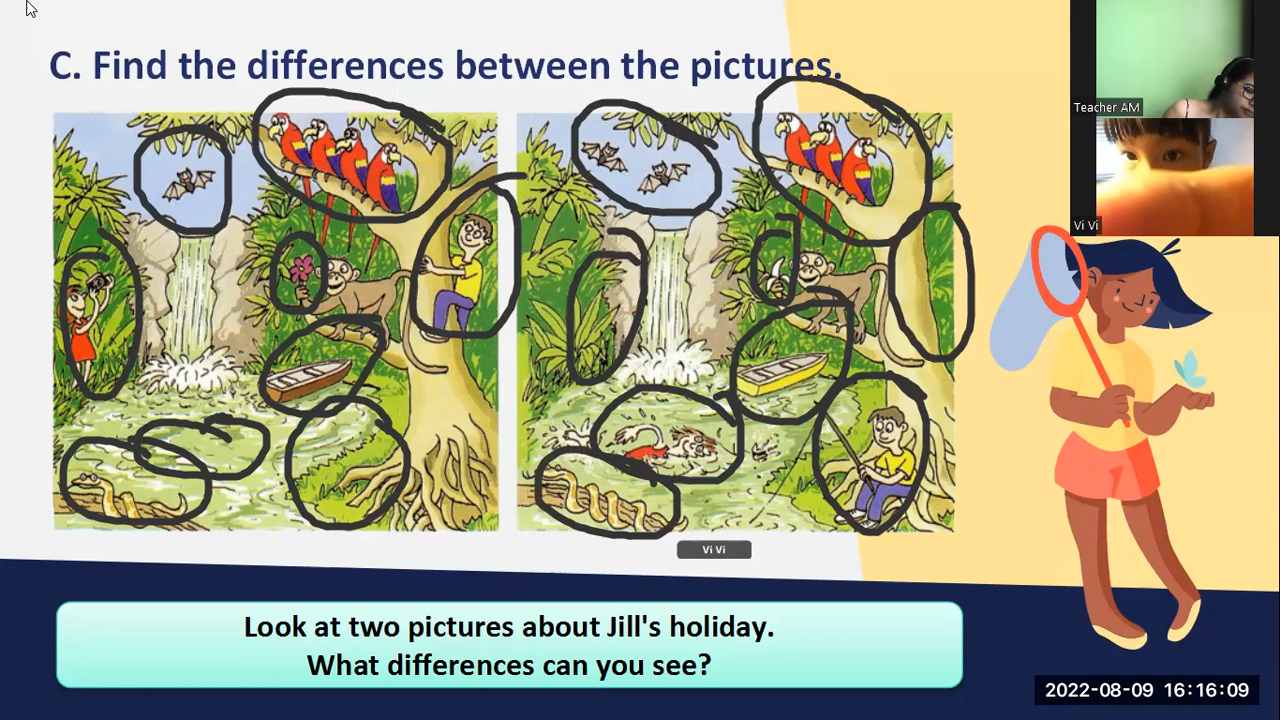 C. Find the differences between the pictures.
Teacher AM
Vi Vi
Vi Vi
Look at two pictures about Jill's holiday.
What differences can you see?
2022-08-09 16:16:09